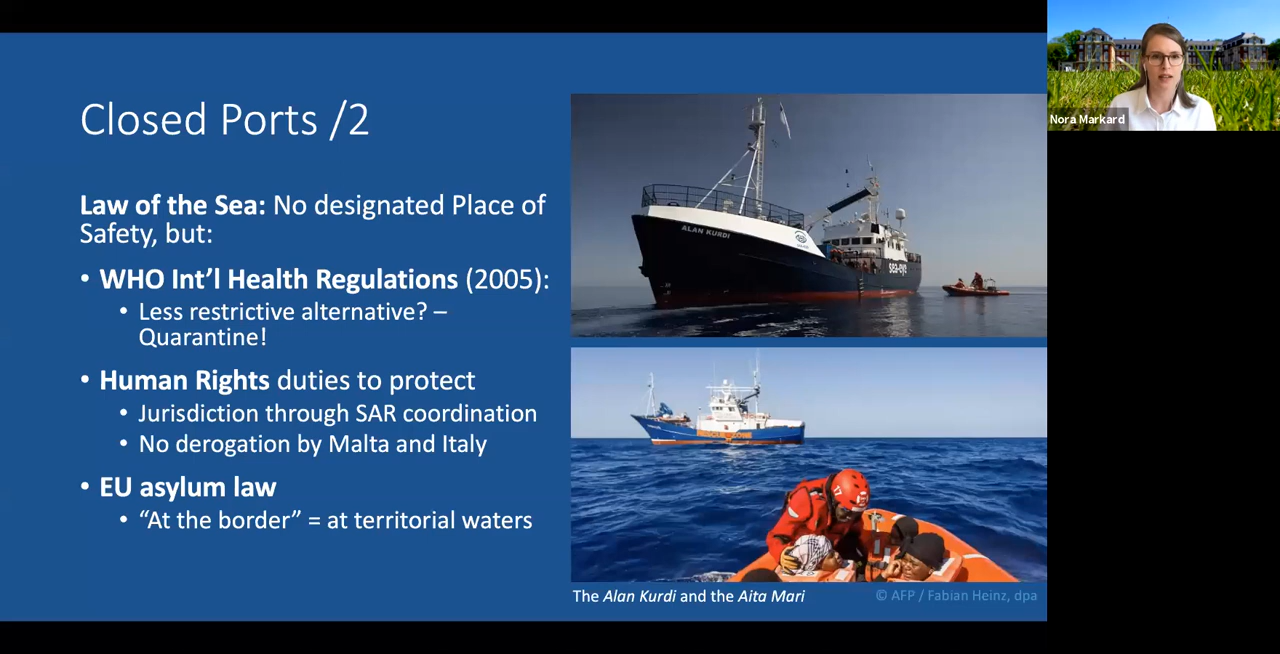 Closed Ports /2
Law of the Sea: No designated Place of
Safety, but:
• WHO Int’l Health Regulations (2005):
• Less restrictive alternative? –
Quarantine!
• Human Rights duties to protect
• Jurisdiction through SAR coordination
• No derogation by Malta and Italy
• EU asylum law
• “At the border” = at territorial waters
ALAN KURDI
sea-eye
17
The Alan Kurdi and the Aita Mari
© AFP / Fabian Heinz, dpa
Nora Markard